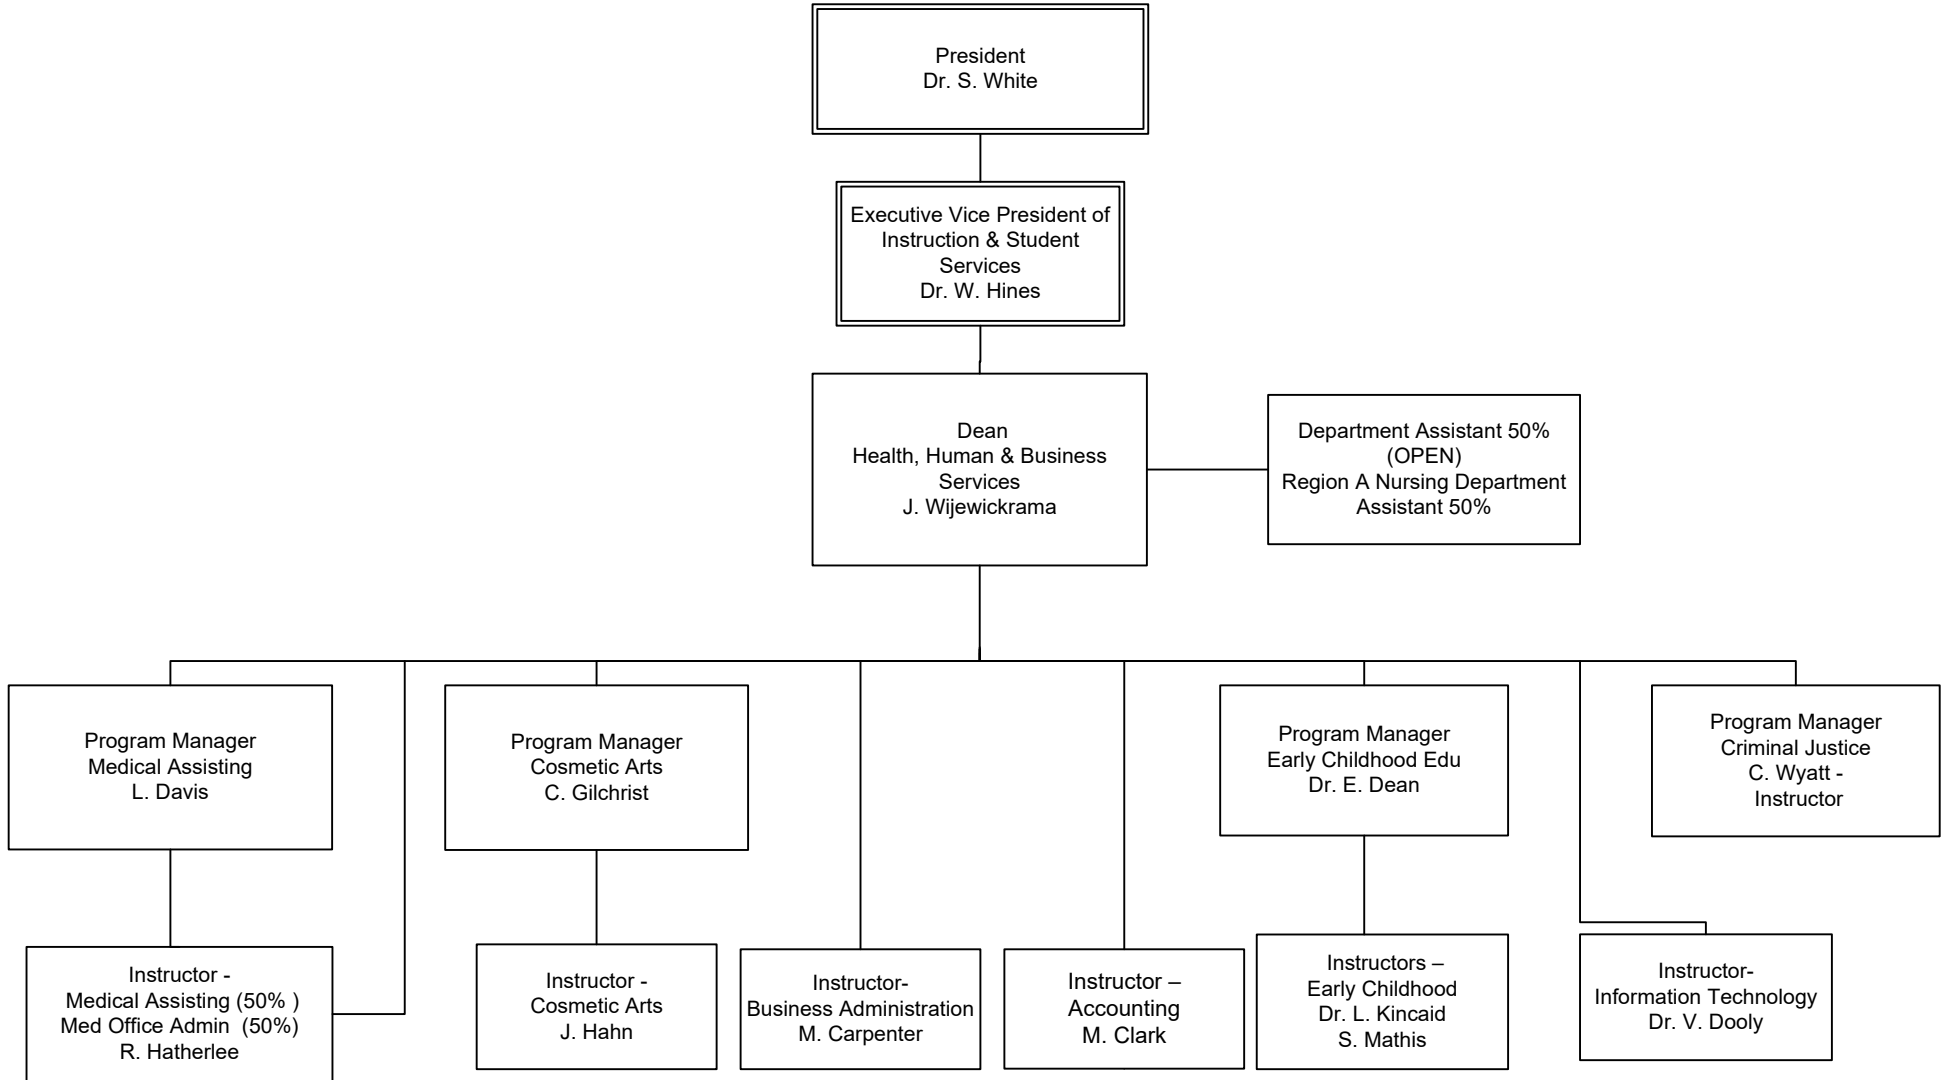 President
Dr. S. White
Executive Vice President of
Instruction & Student
Services
Dr. W. Hines
Dean
Health, Human & Business
Services
J. Wijewickrama
Department Assistant 50%
(OPEN)
Region A Nursing Department
Assistant 50%
Program Manager
Medical Assisting
L. Davis
Program Manager
Cosmetic Arts
C. Gilchrist
Program Manager
Early Childhood Edu
Dr. E. Dean
Program Manager
Criminal Justice
C. Wyatt -
Instructor
Instructor -
Medical Assisting (50% )
Med Office Admin  (50%)
R. Hatherlee
Instructor -
Cosmetic Arts
J. Hahn
Instructor-
Business Administration
M. Carpenter
Instructor –
Accounting
M. Clark
Instructors –
Early Childhood
Dr. L. Kincaid
S. Mathis
Instructor-
Information Technology
Dr. V. Dooly